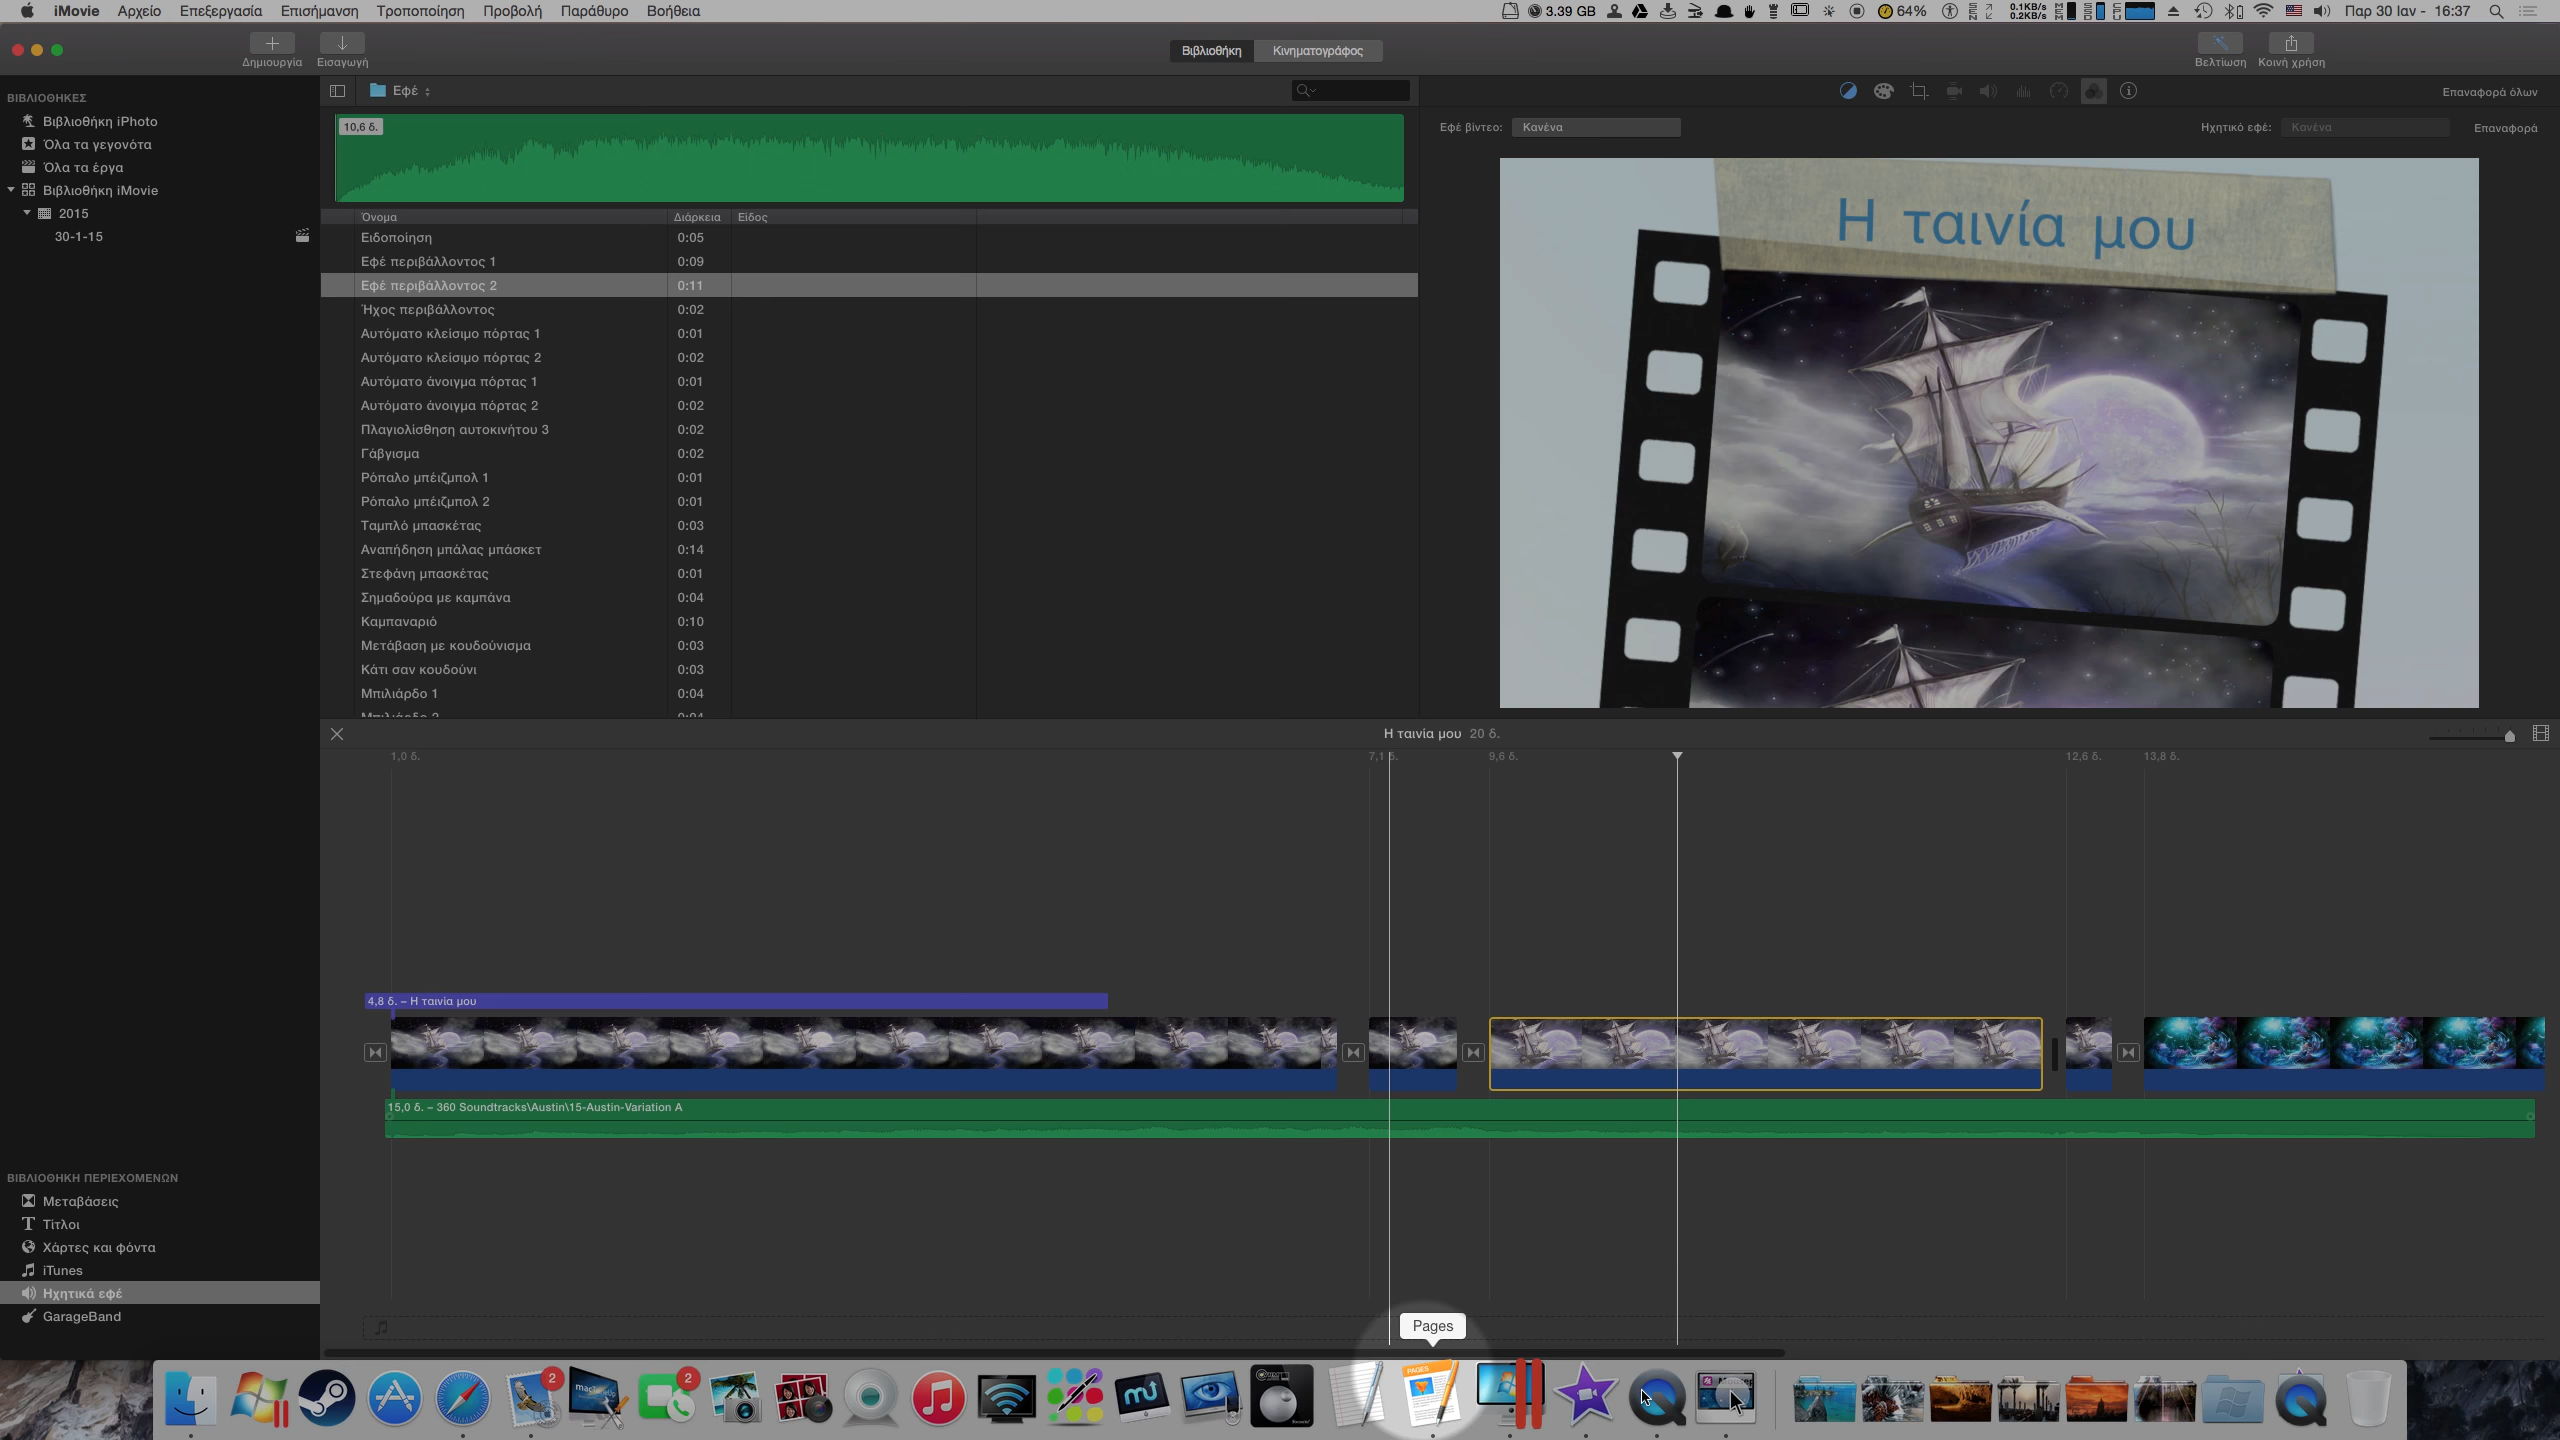 iMovie Αρχείο Επεξεργασία Επισήμανση Τροποποίηση Προβολή Παράθυρο Βοήθεια 3.39 GB 64% 0.1KB/s 0.2KB/s Παρ 30 Ιαν - 16:37
Δημιουργία Εισαγωγή
Βιβλιοθήκη Κινηματογράφος
Βελτίωση Κοινή χρήση
ΒΙΒΛΙΟΘΗΚΕΣ
Βιβλιοθήκη iPhoto
Όλα τα γεγονότα
Όλα τα έργα
Βιβλιοθήκη iMovie
2015
30-1-15
Εφέ
10,6 δ.
Όνομα Διάρκεια Είδος
Ειδοποίηση 0:05
Εφέ περιβάλλοντος 1 0:09
Εφέ περιβάλλοντος 2 0:11
Ήχος περιβάλλοντος 0:02
Αυτόματο κλείσιμο πόρτας 1 0:01
Αυτόματο κλείσιμο πόρτας 2 0:02
Αυτόματο άνοιγμα πόρτας 1 0:01
Αυτόματο άνοιγμα πόρτας 2 0:02
Πλαγιολίσθηση αυτοκινήτου 3 0:02
Γάβγισμα 0:02
Ρόπαλο μπέιζμπολ 1 0:01
Ρόπαλο μπέιζμπολ 2 0:01
Ταμπλό μπασκέτας 0:03
Αναπήδηση μπάλας μπάσκετ 0:14
Στεφάνη μπασκέτας 0:01
Σημαδούρα με καμπάνα 0:04
Καμπαναριό 0:10
Μετάβαση με κουδούνισμα 0:03
Κάτι σαν κουδούνι 0:03
Μπιλιάρδο 1 0:04
Επαναφορά όλων
Εφέ βίντεο: Κανένα
Ηχητικό εφέ: Κανένα Επαναφορά
Η ταινία μου
Η ταινία μου 20 δ.
1,0 δ. 7,1 δ. 9,6 δ. 12,6 δ. 13,8 δ.
4,8 δ. – Η ταινία μου
15,0 δ. – 360 Soundtracks\Austin\15-Austin-Variation A
ΒΙΒΛΙΟΘΗΚΗ ΠΕΡΙΕΧΟΜΕΝΩΝ
Μεταβάσεις
Τίτλοι
Χάρτες και φόντα
iTunes
Ηχητικά εφέ
GarageBand
Pages
2
2
PAGES